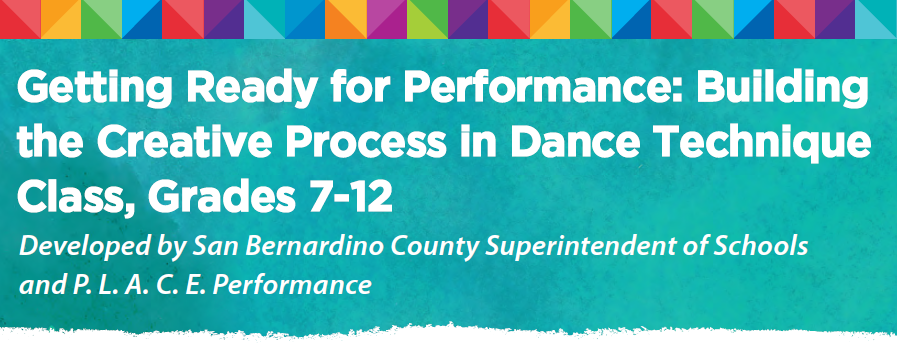 Getting Ready for Performance: Building
the Creative Process in Dance Technique
Class, Grades 7-12
Developed by San Bernardino County Superintendent of Schools
and P. L. A. C. E. Performance